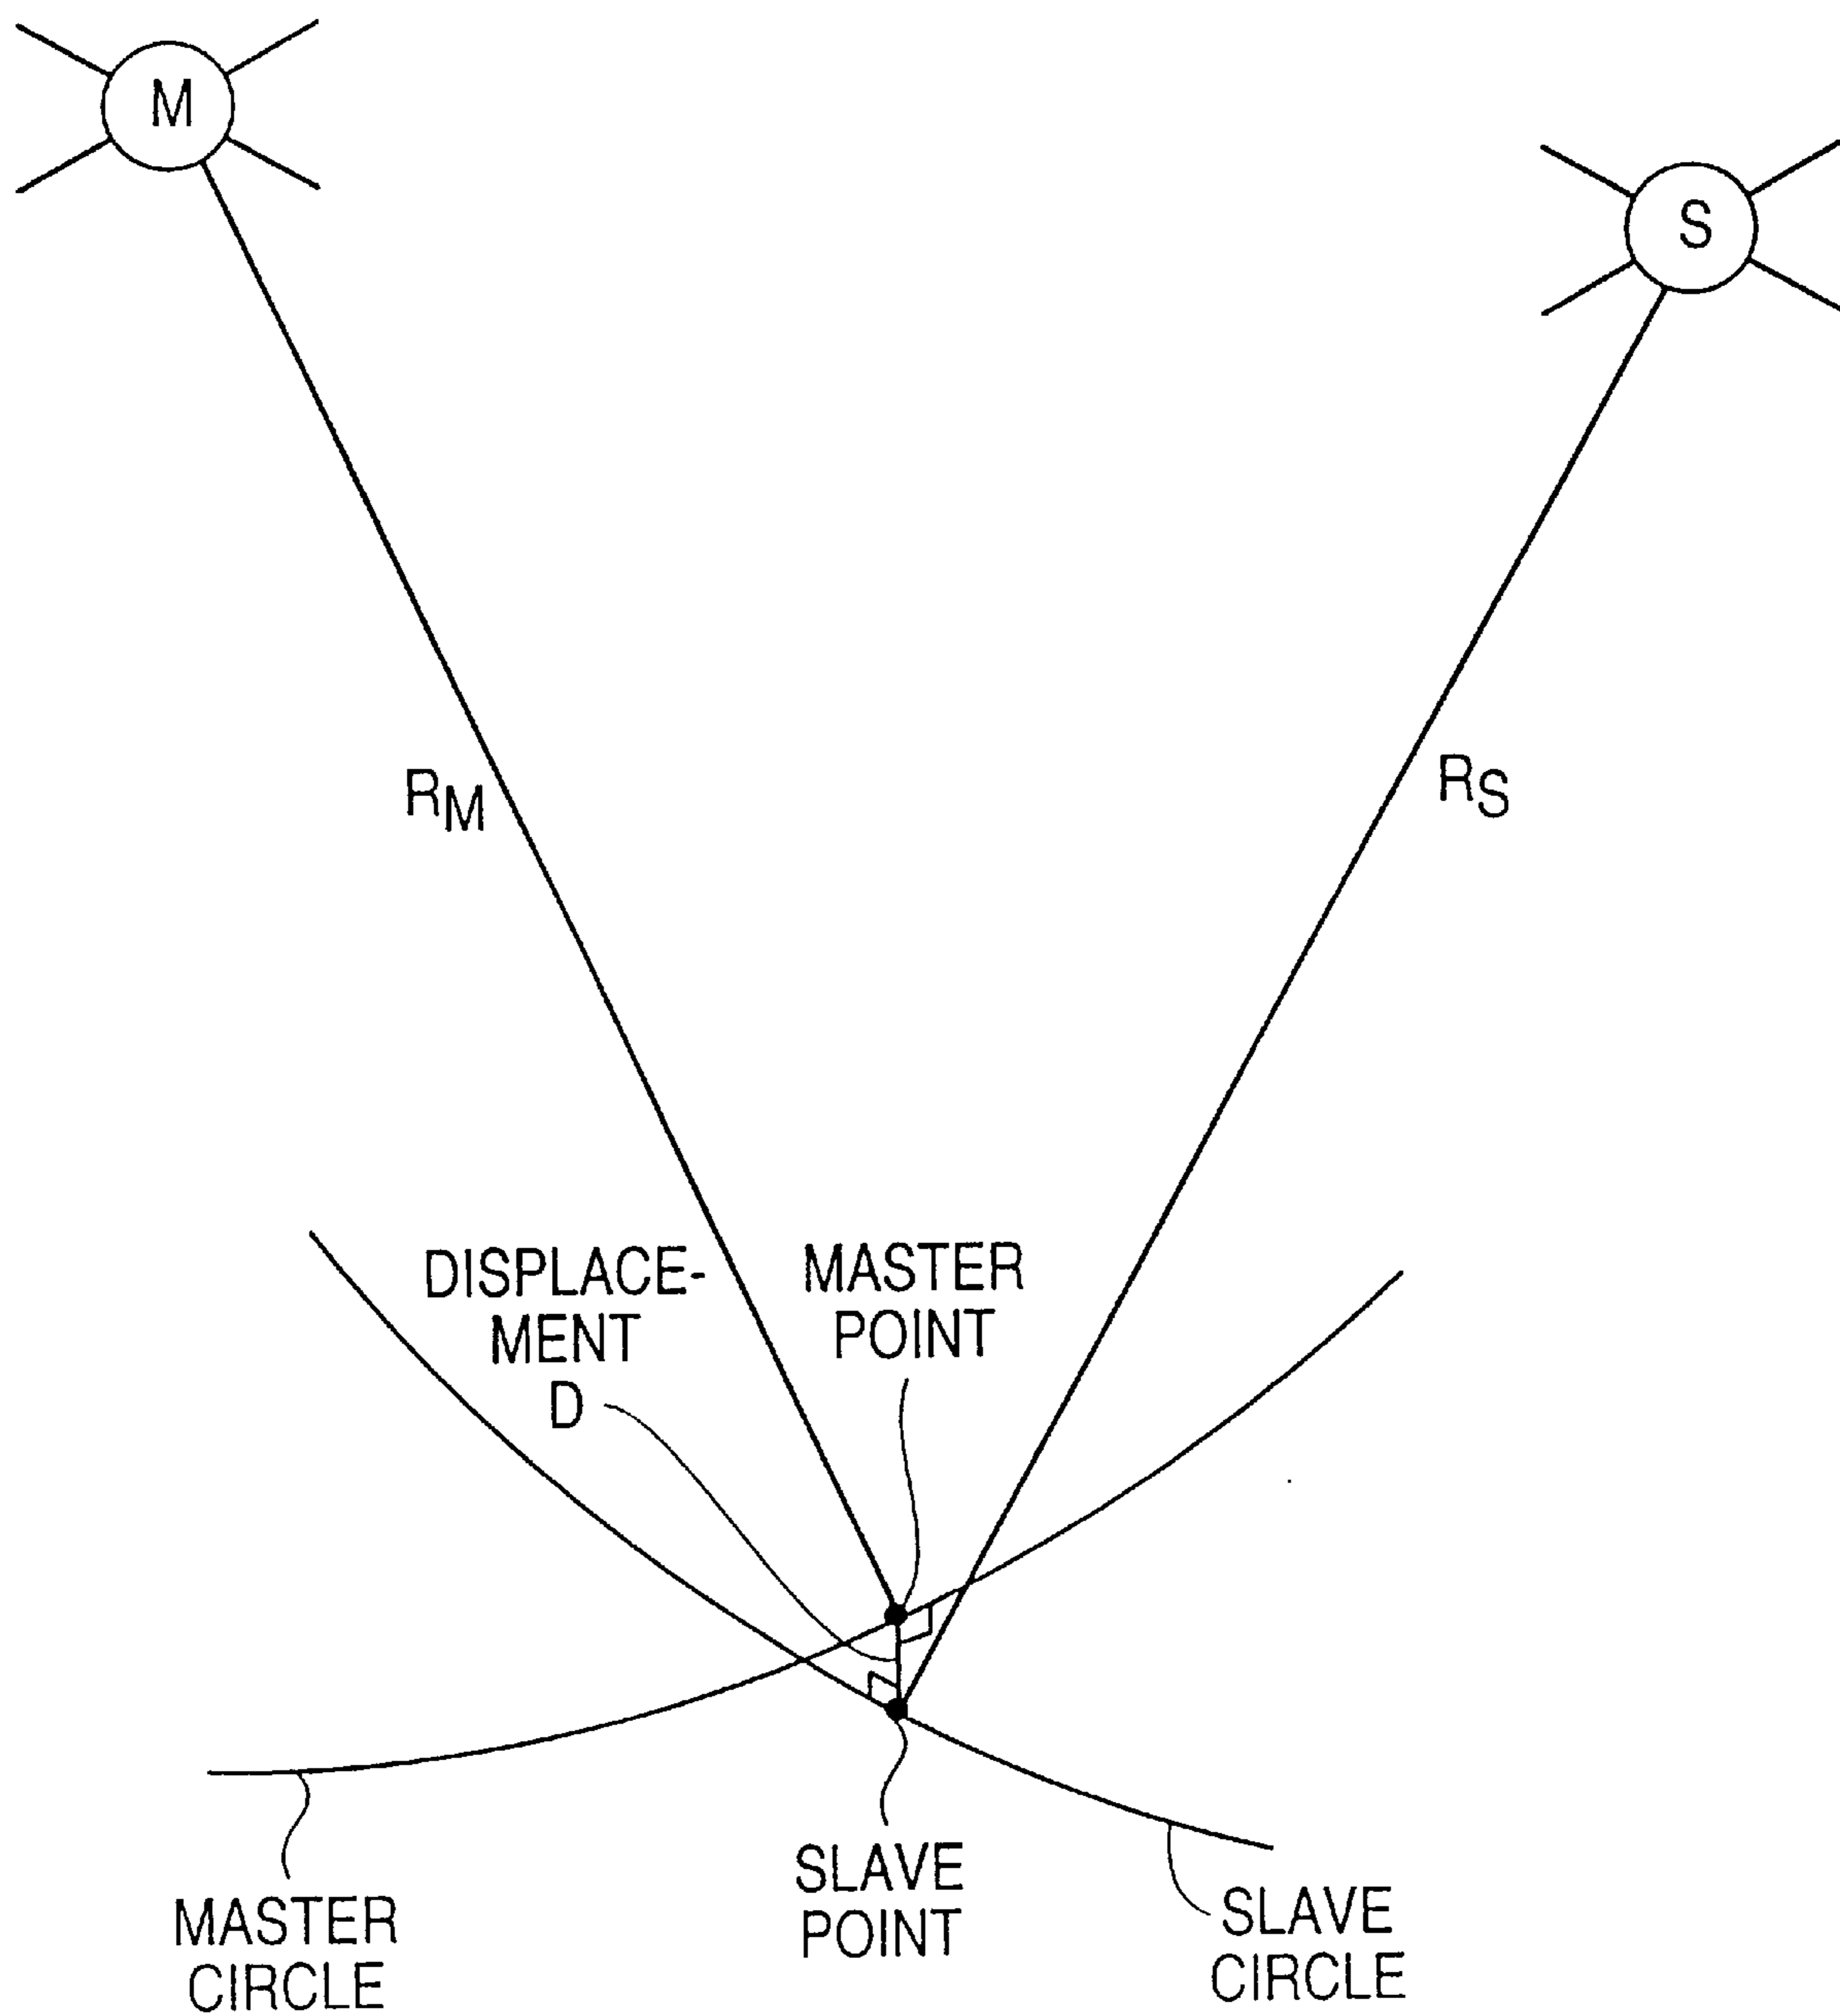 M
S
RM
RS
DISPLACE-
MENT
D
MASTER
POINT
SLAVE
POINT
MASTER
CIRCLE
SLAVE
CIRCLE